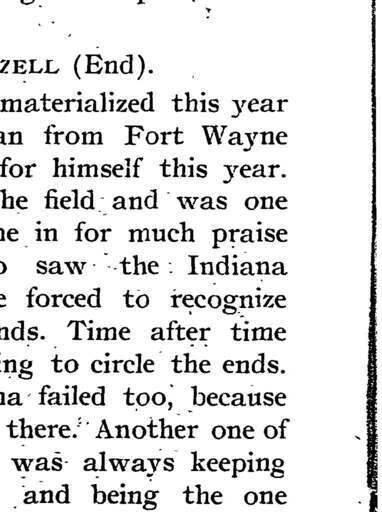 ZELL (End).
materialized this year
an from Fort Wayne
for himself this year.
he field and was one
ne in for much praise
o saw the Indiana
e forced to recognize
nds. Time after time
ing to circle the ends.
na failed too, because
there. Another one of
was always keeping
and being the one